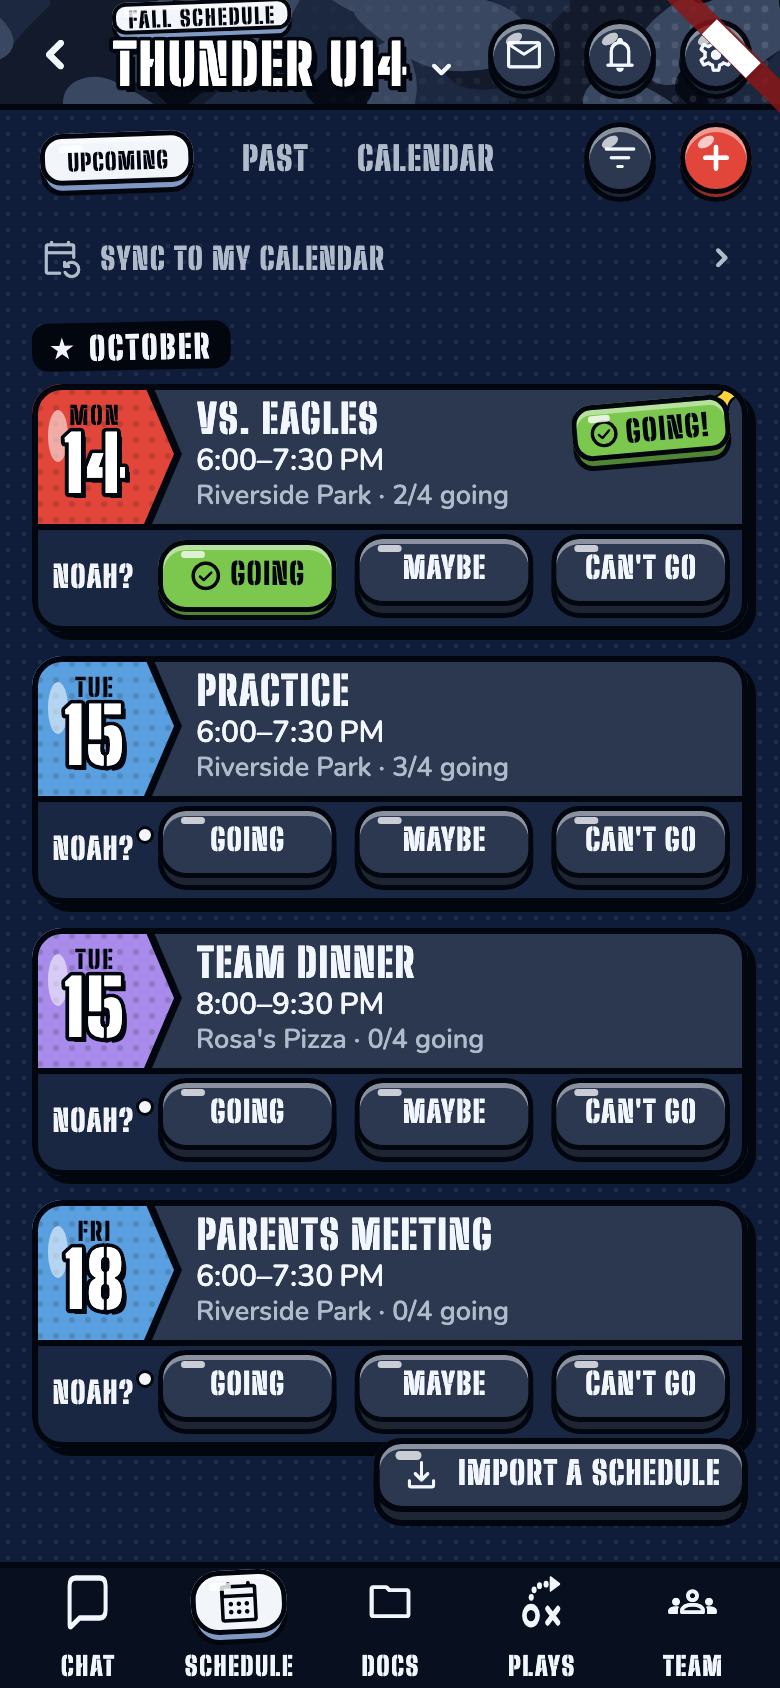 FALL SCHEDULE
THUNDER U14
UPCOMING PAST CALENDAR
SYNC TO MY CALENDAR
★ OCTOBER
MON
14
VS. EAGLES
6:00–7:30 PM
Riverside Park · 2/4 going
GOING!
NOAH? GOING MAYBE CAN'T GO
TUE
15
PRACTICE
6:00–7:30 PM
Riverside Park · 3/4 going
NOAH? GOING MAYBE CAN'T GO
TUE
15
TEAM DINNER
8:00–9:30 PM
Rosa's Pizza · 0/4 going
NOAH? GOING MAYBE CAN'T GO
FRI
18
PARENTS MEETING
6:00–7:30 PM
Riverside Park · 0/4 going
NOAH? GOING MAYBE CAN'T GO
IMPORT A SCHEDULE
CHAT SCHEDULE DOCS PLAYS TEAM